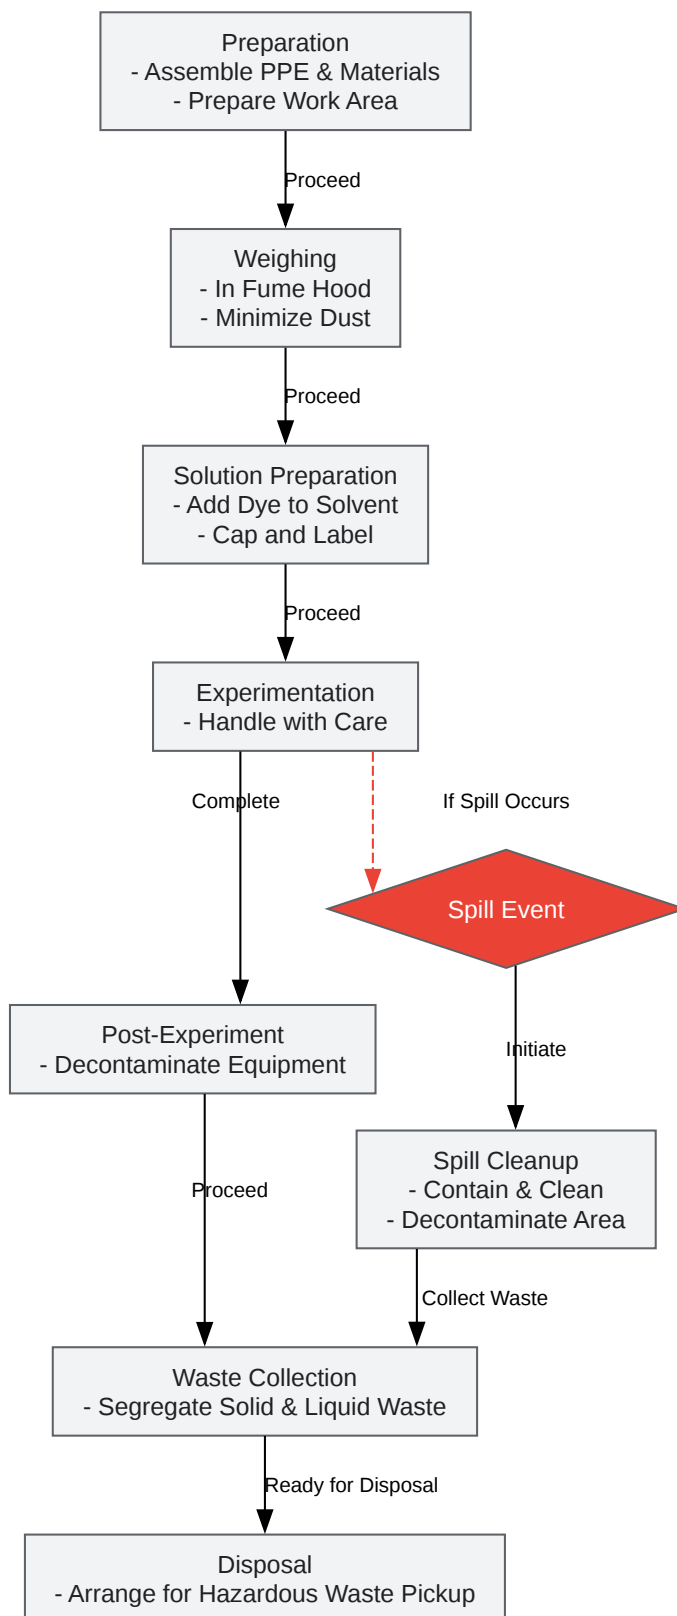 Preparation
- Assemble PPE & Materials
- Prepare Work Area
Proceed
Weighing
- In Fume Hood
- Minimize Dust
Proceed
Solution Preparation
- Add Dye to Solvent
- Cap and Label
Proceed
Experimentation
- Handle with Care
Complete
If Spill Occurs
Spill Event
Post-Experiment
- Decontaminate Equipment
Initiate
Spill Cleanup
- Contain & Clean
- Decontaminate Area
Proceed
Collect Waste
Waste Collection
- Segregate Solid & Liquid Waste
Ready for Disposal
Disposal
- Arrange for Hazardous Waste Pickup